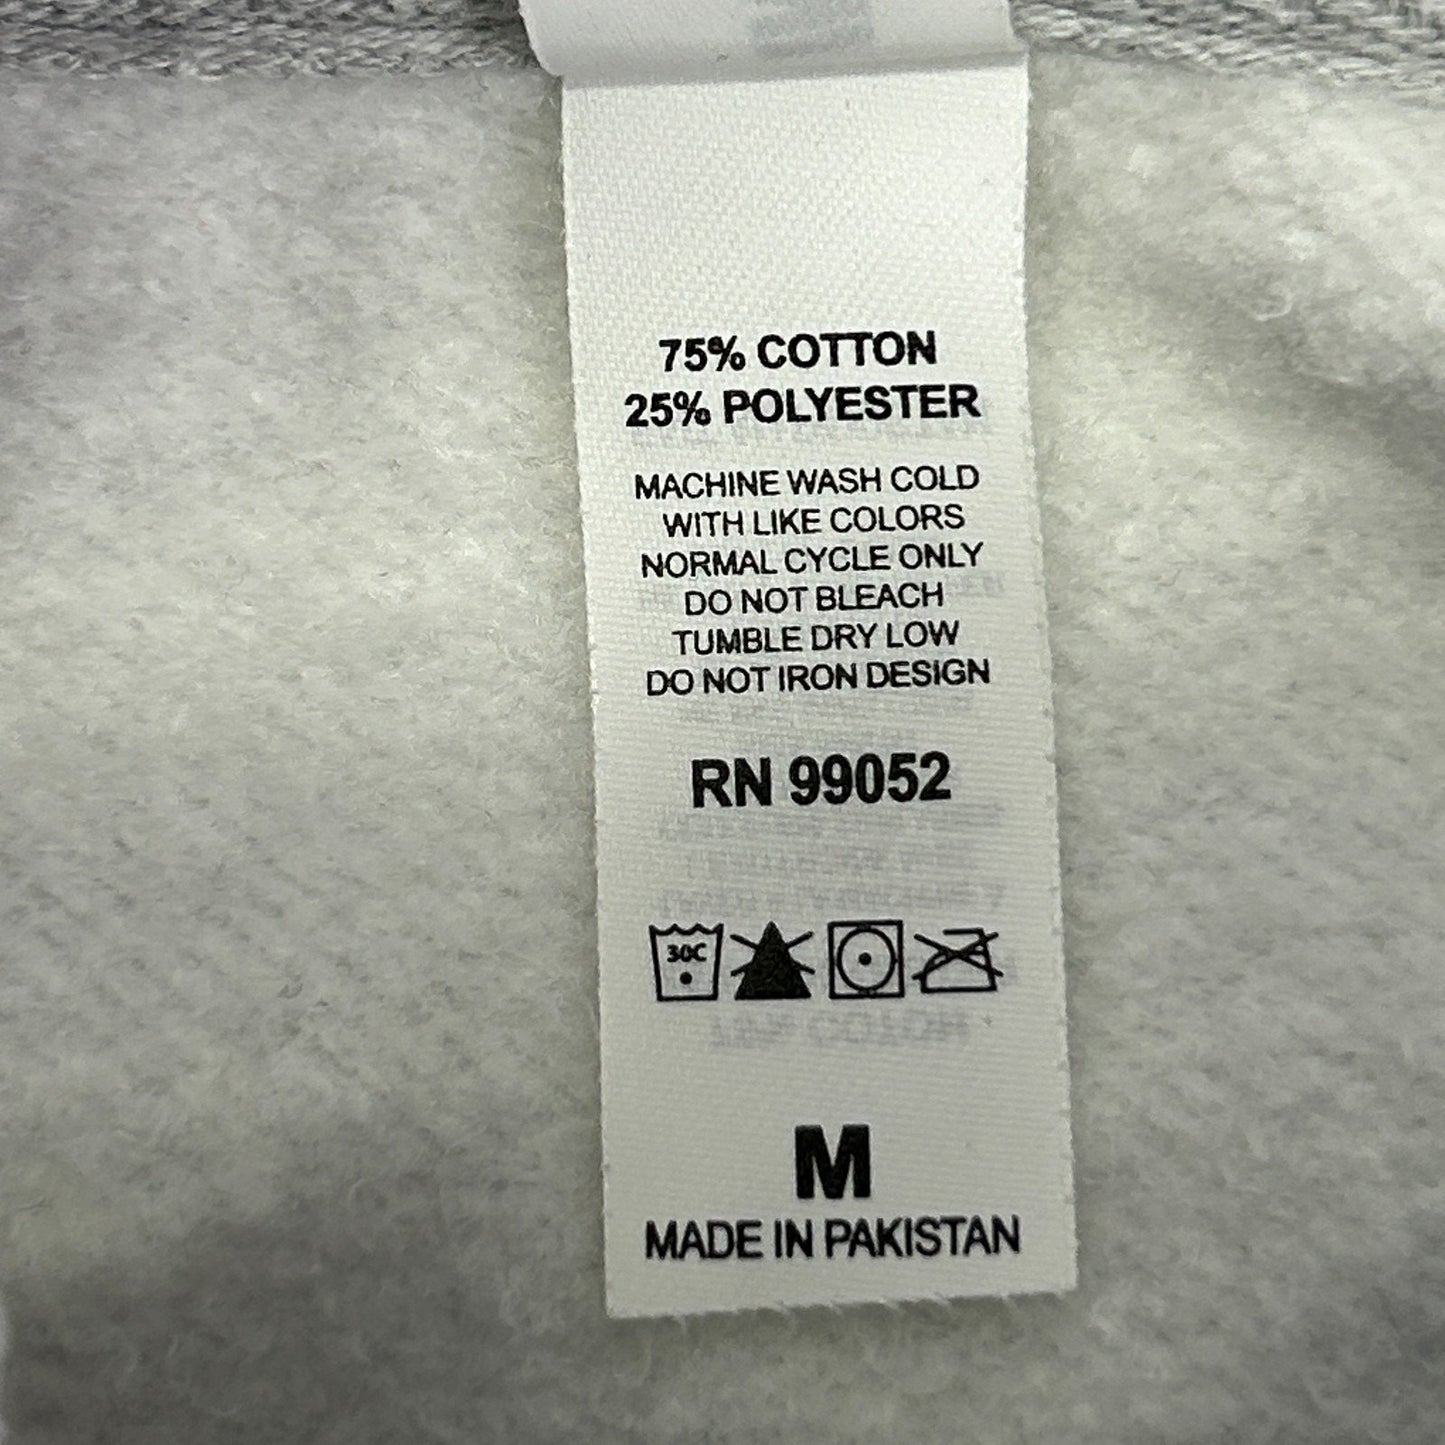 75% COTTON
25% POLYESTER
MACHINE WASH COLD
WITH LIKE COLORS
NORMAL CYCLE ONLY
DO NOT BLEACH
TUMBLE DRY LOW
DO NOT IRON DESIGN
RN 99052
30C
M
MADE IN PAKISTAN